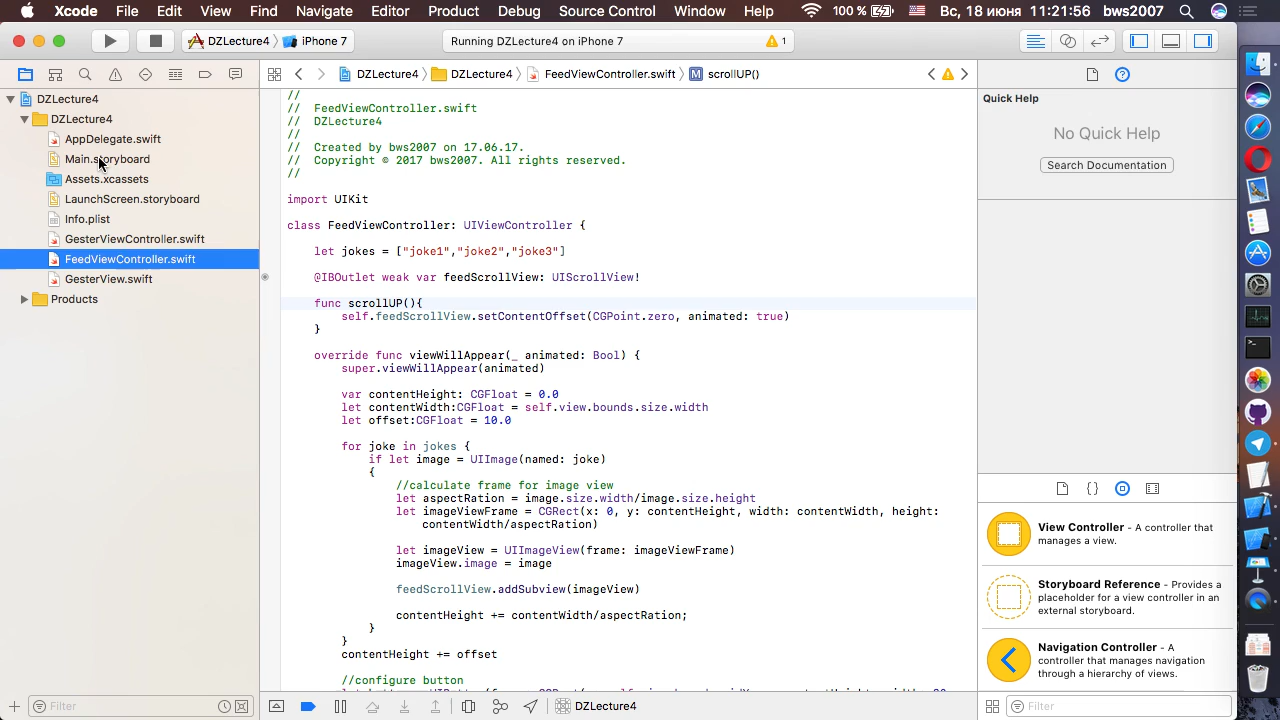 Xcode File Edit View Find Navigate Editor Product Debug Source Control Window Help 100 % Вс, 18 июня 11:21:56 bws2007
DZLecture4 iPhone 7 Running DZLecture4 on iPhone 7 1
DZLecture4 DZLecture4 FeedViewController.swift M scrollUP()
DZLecture4
DZLecture4
AppDelegate.swift
Main.storyboard
Assets.xcassets
LaunchScreen.storyboard
Info.plist
GesterViewController.swift
FeedViewController.swift
GesterView.swift
Products
Filter
//
// FeedViewController.swift
// DZLecture4
//
// Created by bws2007 on 17.06.17.
// Copyright © 2017 bws2007. All rights reserved.
//
import UIKit
class FeedViewController: UIViewController {
let jokes = ["joke1","joke2","joke3"]
@IBOutlet weak var feedScrollView: UIScrollView!
func scrollUP(){
self.feedScrollView.setContentOffset(CGPoint.zero, animated: true)
}
override func viewWillAppear(_ animated: Bool) {
super.viewWillAppear(animated)
var contentHeight: CGFloat = 0.0
let contentWidth:CGFloat = self.view.bounds.size.width
let offset:CGFloat = 10.0
for joke in jokes {
if let image = UIImage(named: joke)
{
//calculate frame for image view
let aspectRation = image.size.width/image.size.height
let imageViewFrame = CGRect(x: 0, y: contentHeight, width: contentWidth, height:
contentWidth/aspectRation)
let imageView = UIImageView(frame: imageViewFrame)
imageView.image = image
feedScrollView.addSubview(imageView)
contentHeight += contentWidth/aspectRation;
}
}
contentHeight += offset
//configure button
DZLecture4
Quick Help
No Quick Help
Search Documentation
View Controller - A controller that
manages a view.
Storyboard Reference - Provides a
placeholder for a view controller in an
external storyboard.
Navigation Controller - A
controller that manages navigation
through a hierarchy of views.
Filter